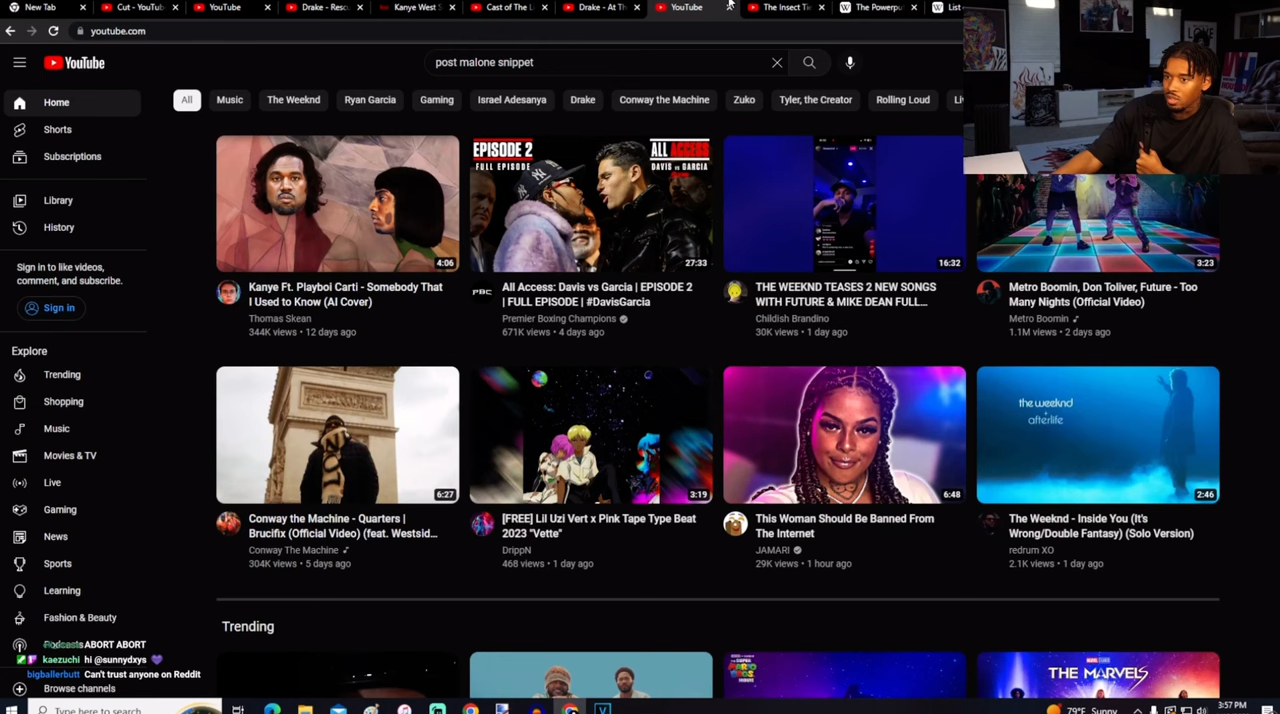 New Tab
Cut - YouTub
YouTube
Drake - Resc
Kanye West S
Cast of The L
Drake - At Th
YouTube
The Insect Ti
The Powerpu
List
youtube.com
YouTube
post malone snippet
All
Music
The Weeknd
Ryan Garcia
Gaming
Israel Adesanya
Drake
Conway the Machine
Zuko
Tyler, the Creator
Rolling Loud
Home
Shorts
Subscriptions
Library
History
Sign in to like videos,
comment, and subscribe.
Sign in
Explore
Trending
Shopping
Music
Movies & TV
Live
Gaming
News
Sports
Learning
Fashion & Beauty
Podcasts
ABORT ABORT
kaezuchi hi @sunnydxys
bigballerbutt Can't trust anyone on Reddit
Browse channels
4:06
Kanye Ft. Playboi Carti - Somebody That
I Used to Know (AI Cover)
Thomas Skean
344K views • 12 days ago
EPISODE 2
FULL EPISODE
ALL
ACCESS
DAVIS vs GARCIA
27:33
PBC
All Access: Davis vs Garcia | EPISODE 2
| FULL EPISODE | #DavisGarcia
Premier Boxing Champions
671K views • 4 days ago
16:32
THE WEEKND TEASES 2 NEW SONGS
WITH FUTURE & MIKE DEAN FULL...
Childish Brandino
30K views • 1 day ago
LOVE
3:23
Metro Boomin, Don Toliver, Future - Too
Many Nights (Official Video)
Metro Boomin
1.1M views • 2 days ago
6:27
Conway the Machine - Quarters |
Brucifix (Official Video) (feat. Westsid...
Conway The Machine
304K views • 5 days ago
3:19
[FREE] Lil Uzi Vert x Pink Tape Type Beat
2023 "Vette"
DrippN
468 views • 1 day ago
6:48
This Woman Should Be Banned From
The Internet
JAMARI
29K views • 1 hour ago
the weeknd
afterlife
2:46
The Weeknd - Inside You (It's
Wrong/Double Fantasy) (Solo Version)
redrum XO
2.1K views • 1 day ago
Trending
THE SUPER
MARIO
BROS.
MOVIE
MARVEL
STUDIOS
THE MARVELS
Type here to search
79°F Sunny
3:57 PM